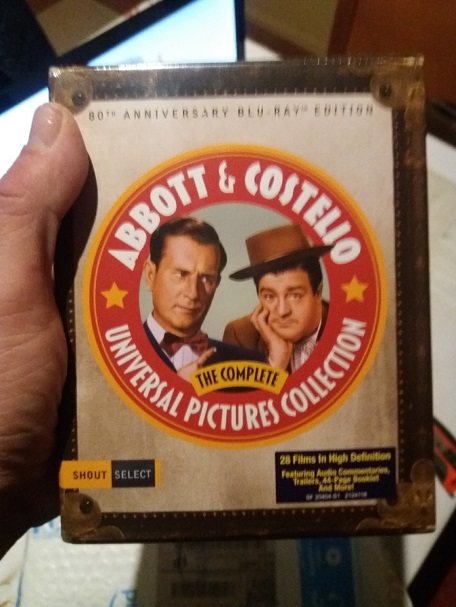 80TH ANNIVERSARY BLU-RAY™ EDITION
ABBOTT & COSTELLO
THE COMPLETE
UNIVERSAL PICTURES COLLECTION
SHOUT SELECT
28 Films In High Definition
Featuring Audio Commentaries,
Trailers, 44-Page Booklet
And More!